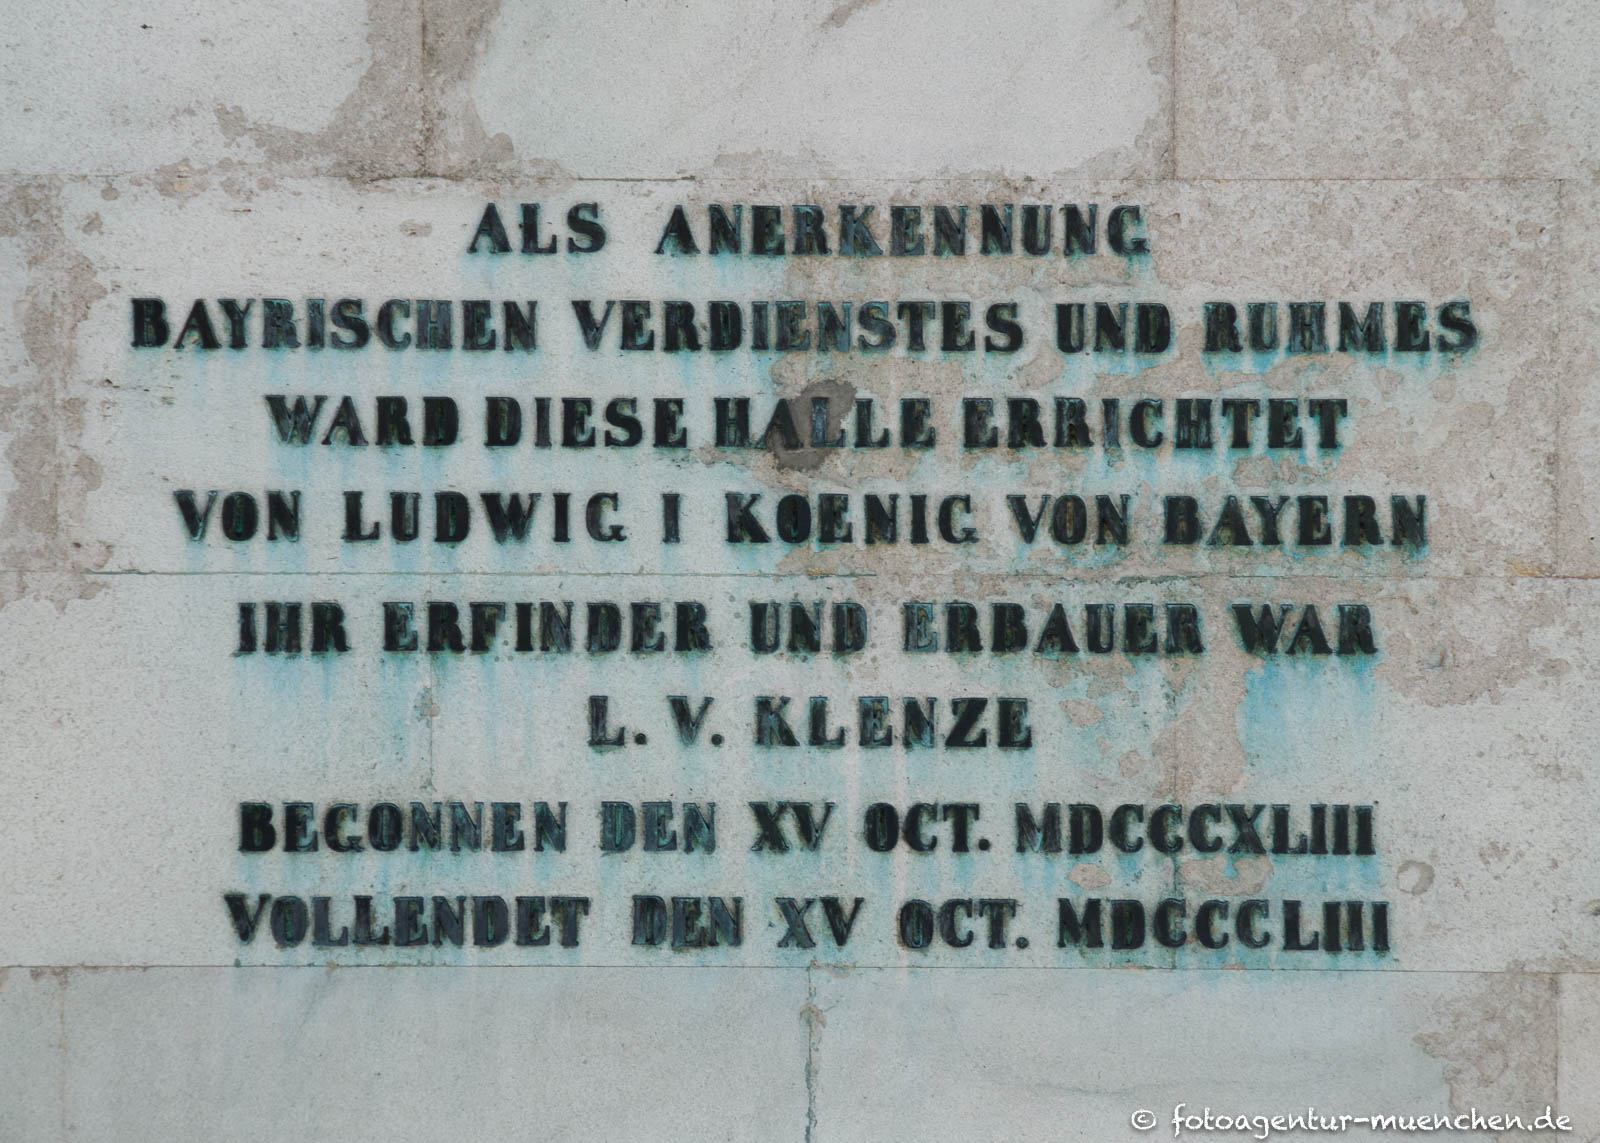 ALS ANERKENNUNG
BAYRISCHEN VERDIENSTES UND RUHMES
WARD DIESE HALLE ERRICHTET
VON LUDWIG I KOENIG VON BAYERN
IHR ERFINDER UND ERBAUER WAR
L. V. KLENZE
BEGONNEN DEN XV OCT. MDCCCXLIII
VOLLENDET DEN XV OCT. MDCCCLIII
© fotoagentur-muenchen.de